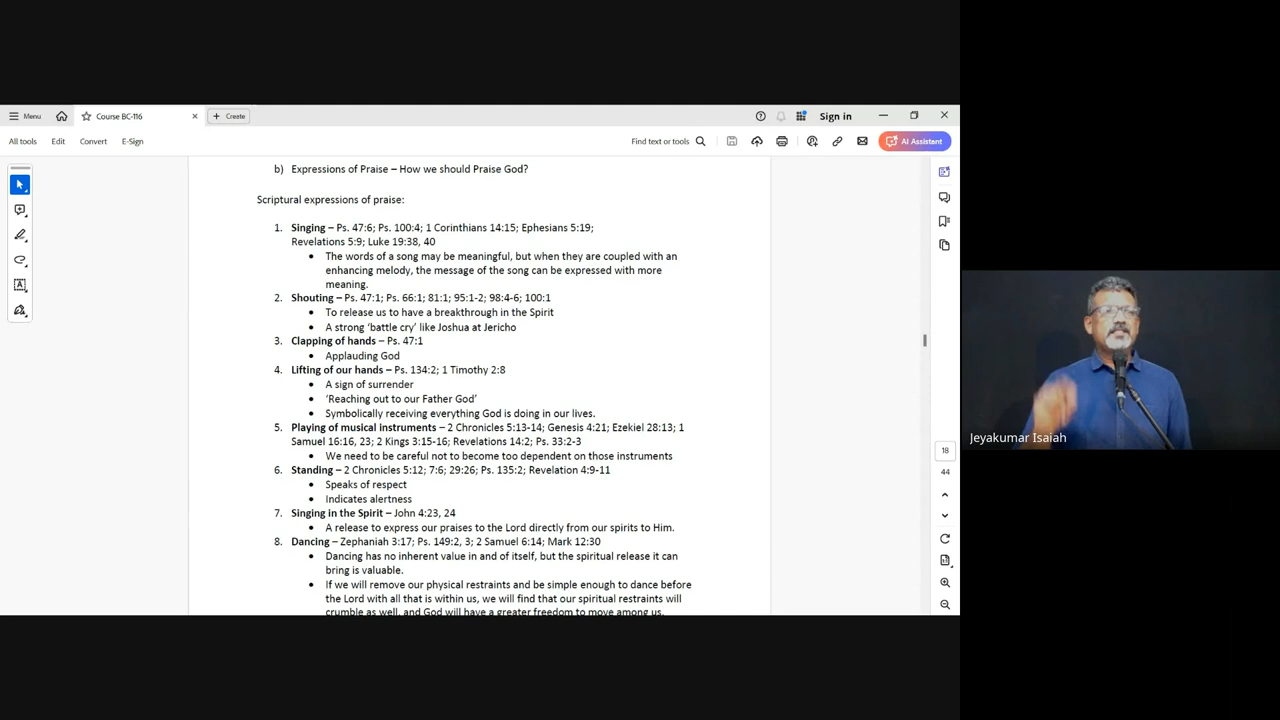 Menu
Course BC-116
Create
Sign in
All tools
Edit
Convert
E-Sign
Find text or tools
AI Assistant
b) Expressions of Praise – How we should Praise God?
Scriptural expressions of praise:
1. Singing – Ps. 47:6; Ps. 100:4; 1 Corinthians 14:15; Ephesians 5:19;
Revelations 5:9; Luke 19:38, 40
• The words of a song may be meaningful, but when they are coupled with an
enhancing melody, the message of the song can be expressed with more
meaning.
2. Shouting – Ps. 47:1; Ps. 66:1; 81:1; 95:1-2; 98:4-6; 100:1
• To release us to have a breakthrough in the Spirit
• A strong ‘battle cry’ like Joshua at Jericho
3. Clapping of hands – Ps. 47:1
• Applauding God
4. Lifting of our hands – Ps. 134:2; 1 Timothy 2:8
• A sign of surrender
• ‘Reaching out to our Father God’
• Symbolically receiving everything God is doing in our lives.
5. Playing of musical instruments – 2 Chronicles 5:13-14; Genesis 4:21; Ezekiel 28:13; 1
Samuel 16:16, 23; 2 Kings 3:15-16; Revelations 14:2; Ps. 33:2-3
• We need to be careful not to become too dependent on those instruments
6. Standing – 2 Chronicles 5:12; 7:6; 29:26; Ps. 135:2; Revelation 4:9-11
• Speaks of respect
• Indicates alertness
7. Singing in the Spirit – John 4:23, 24
• A release to express our praises to the Lord directly from our spirits to Him.
8. Dancing – Zephaniah 3:17; Ps. 149:2, 3; 2 Samuel 6:14; Mark 12:30
• Dancing has no inherent value in and of itself, but the spiritual release it can
bring is valuable.
• If we will remove our physical restraints and be simple enough to dance before
the Lord with all that is within us, we will find that our spiritual restraints will
crumble as well, and God will have a greater freedom to move among us.
18
44
Jeyakumar Isaiah